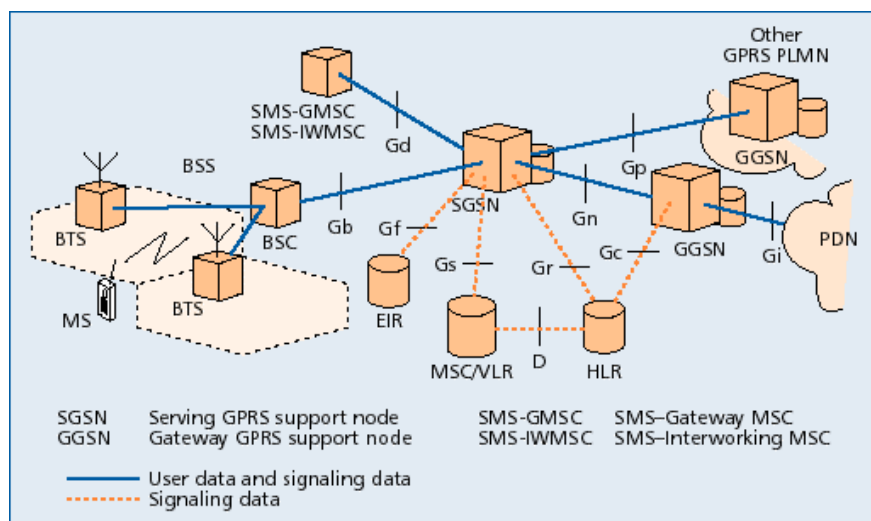 Other
GPRS PLMN
SMS-GMSC
SMS-IWMSC
Gd
GGSN
BSS
Gp
SGSN
BTS
BSC
Gb
Gf
Gn
GGSN
Gi
PDN
Gs
Gr
Gc
MS
BTS
EIR
MSC/VLR
D
HLR
SGSN Serving GPRS support node
GGSN Gateway GPRS support node
SMS-GMSC SMS–Gateway MSC
SMS-IWMSC SMS–Interworking MSC
User data and signaling data
Signaling data